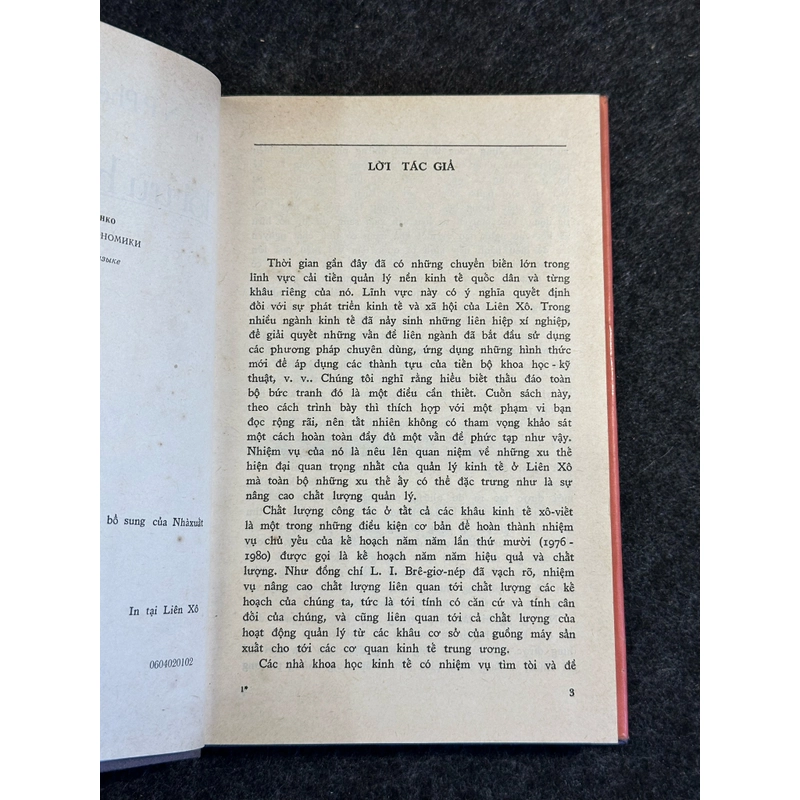 НКО
НОМИКИ
языке
bổ sung của Nhàxuất
In tại Liên Xô
0604020102
LỜI TÁC GIẢ
Thời gian gần đây đã có những chuyển biến lớn trong
lĩnh vực cải tiến quản lý nền kinh tế quốc dân và từng
khâu riêng của nó. Lĩnh vực này có ý nghĩa quyết định
đối với sự phát triển kinh tế và xã hội của Liên Xô. Trong
nhiều ngành kinh tế đã nảy sinh những liên hiệp xí nghiệp,
để giải quyết những vấn đề liên ngành đã bắt đầu sử dụng
các phương pháp chuyên dùng, ứng dụng những hình thức
mới để áp dụng các thành tựu của tiến bộ khoa học-kỹ
thuật, v. v.. Chúng tôi nghĩ rằng hiểu biết thấu đáo toàn
bộ bức tranh đó là một điều cần thiết. Cuốn sách này,
theo cách trình bày thì thích hợp với một phạm vi bạn
đọc rộng rãi, nên tất nhiên không có tham vọng khảo sát
một cách hoàn toàn đầy đủ một vấn đề phức tạp như vậy.
Nhiệm vụ của nó là nêu lên quan niệm về những xu thế
hiện đại quan trọng nhất của quản lý kinh tế ở Liên Xô
mà toàn bộ những xu thế ấy có thể đặc trưng như là sự
nâng cao chất lượng quản lý.
Chất lượng công tác ở tất cả các khâu kinh tế xô-viết
là một trong những điều kiện cơ bản để hoàn thành nhiệm
vụ chủ yếu của kế hoạch năm năm lần thứ mười (1976-
1980) được gọi là kế hoạch năm năm hiệu quả và chất
lượng. Như đồng chí L. I. Brê-giơ-nép đã vạch rõ, nhiệm
vụ nâng cao chất lượng liên quan tới chất lượng các kế
hoạch của chúng ta, tức là tới tính có căn cứ và tính cân
đối của chúng, và cũng liên quan tới cả chất lượng của
hoạt động quản lý từ các khâu cơ sở của guồng máy sản
xuất cho tới các cơ quan kinh tế trung ương.
Các nhà khoa học kinh tế có nhiệm vụ tìm tòi và đề
1*
3